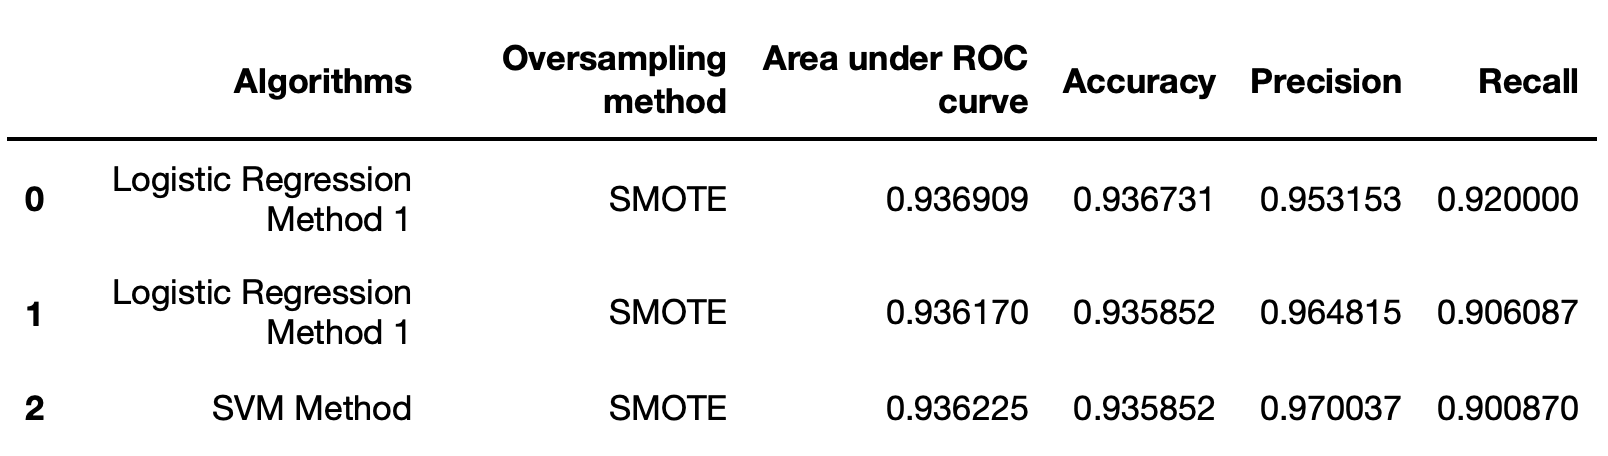 Algorithms Oversampling method Area under ROC curve Accuracy Precision Recall
0 Logistic Regression Method 1 SMOTE 0.936909 0.936731 0.953153 0.920000
1 Logistic Regression Method 1 SMOTE 0.936170 0.935852 0.964815 0.906087
2 SVM Method SMOTE 0.936225 0.935852 0.970037 0.900870